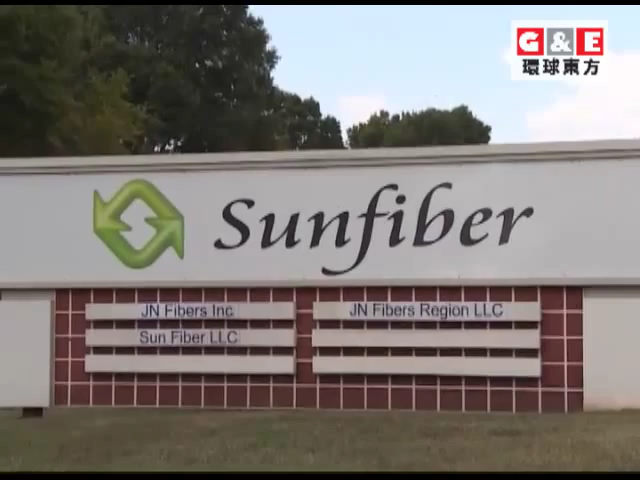 G&E
環球東方
Sunfiber
JN Fibers Inc
JN Fibers Region LLC
Sun Fiber LLC